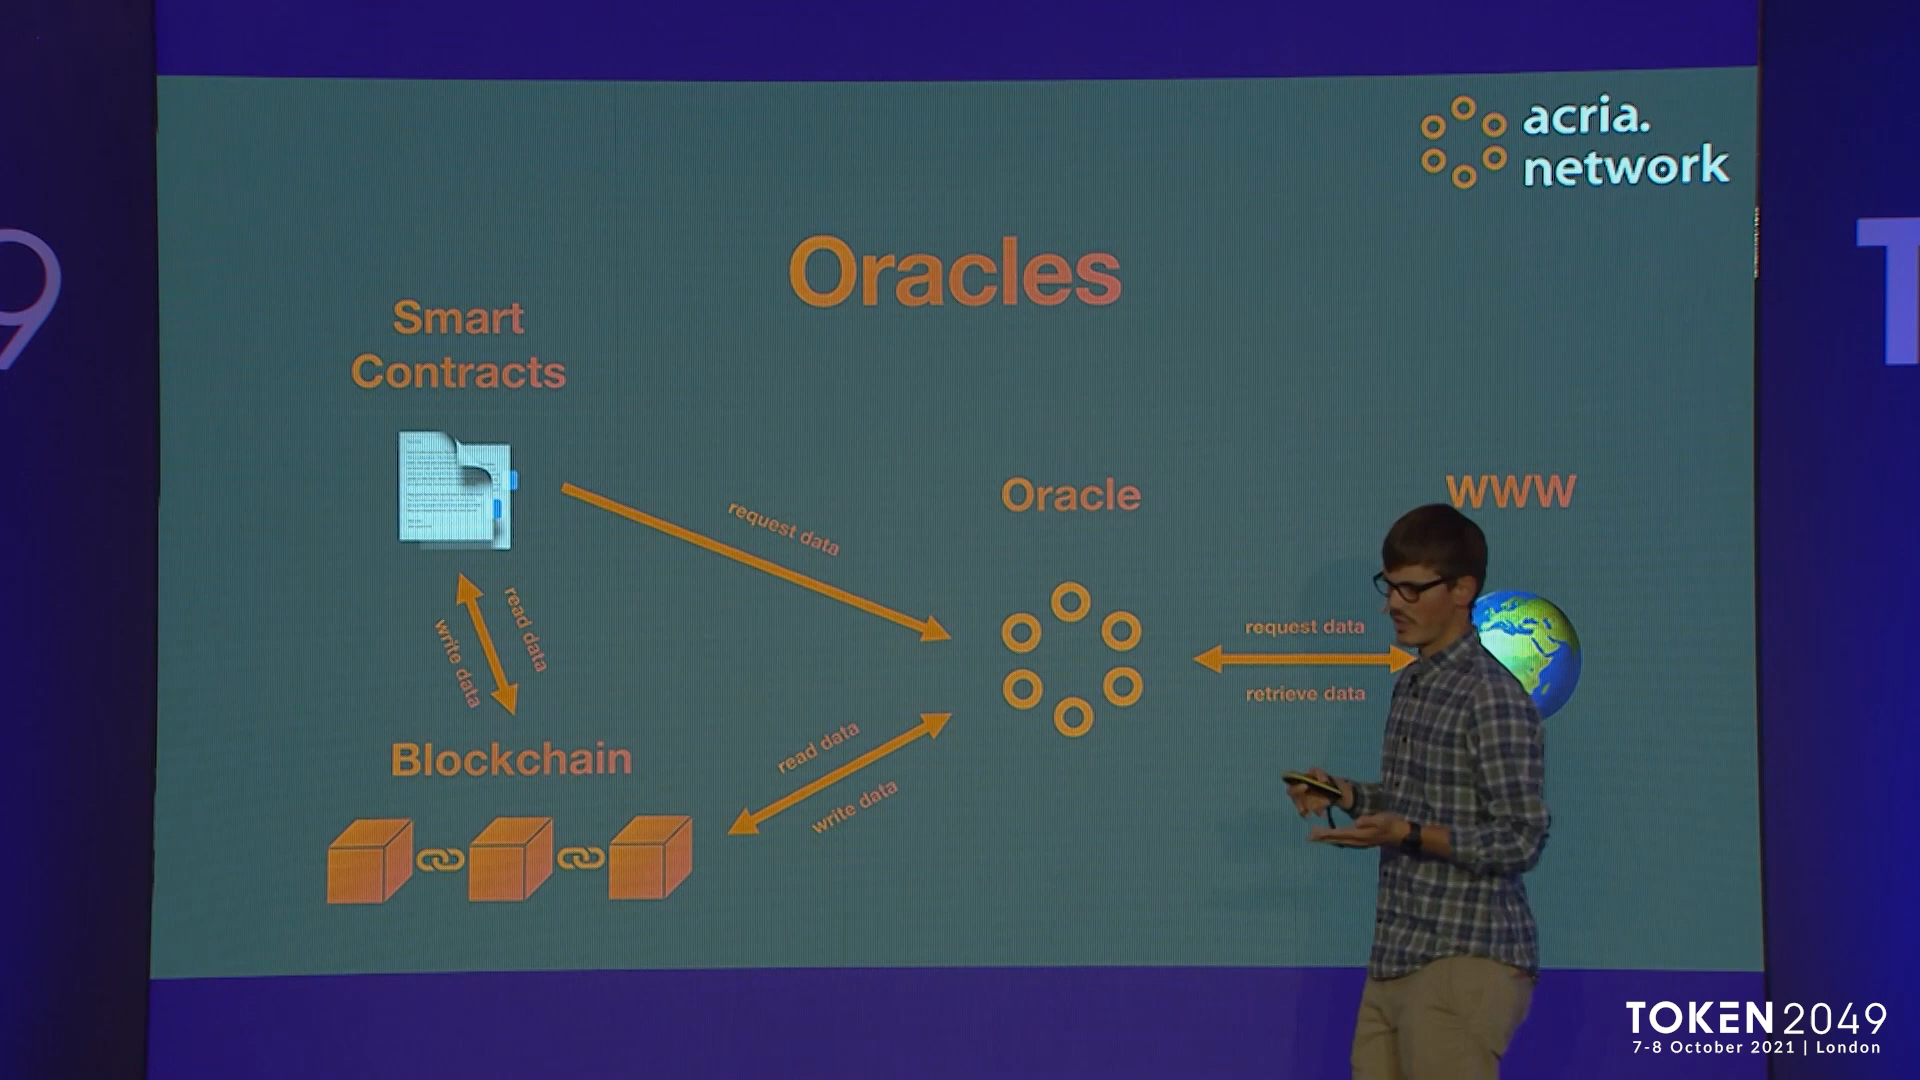 acria.
network
Oracles
Smart
Contracts
request data
Oracle
WWW
read data
write data
request data
retrieve data
Blockchain
read data
write data
9
T
TOKEN2049
7-8 October 2021 | London